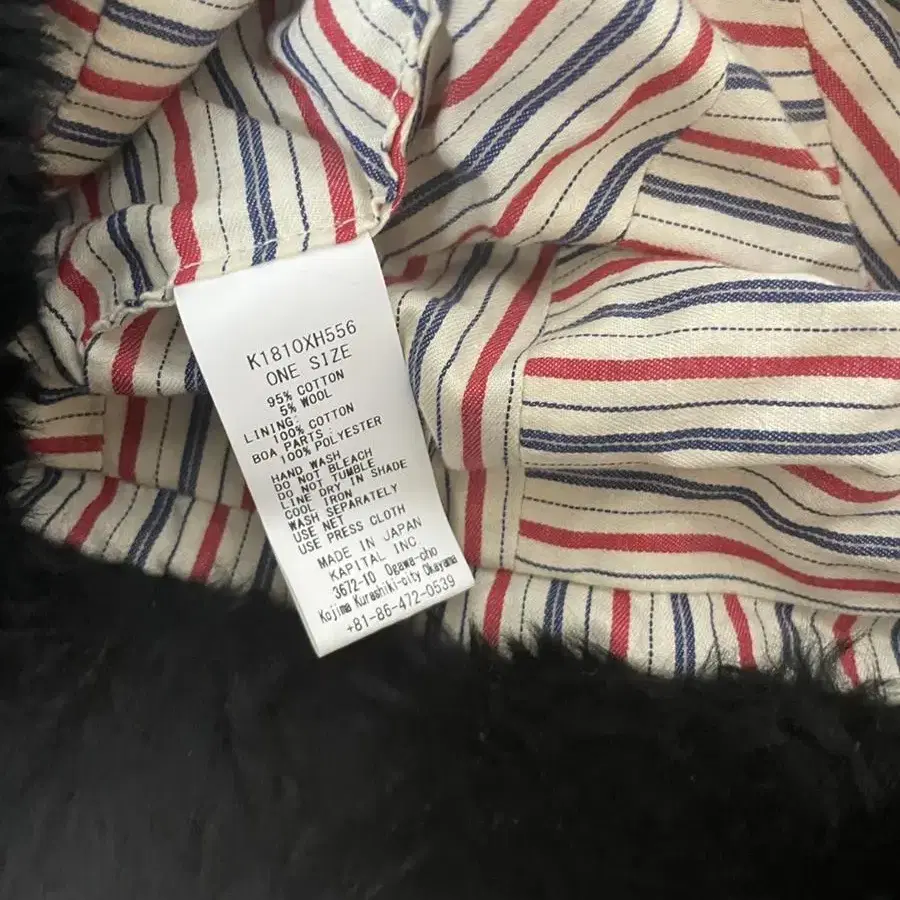 K1810XH556
ONE SIZE
95% COTTON
5% WOOL
LINING:
100% COTTON
BOA PARTS:
100% POLYESTER
HAND WASH
DO NOT BLEACH
DO NOT TUMBLE
LINE DRY IN SHADE
COOL IRON
WASH SEPARATELY
USE NET
USE PRESS CLOTH
MADE IN JAPAN
KAPITAL INC.
3672-10 Ogawa-cho
Kojima Kurashiki-city Okayama
+81-86-472-0539